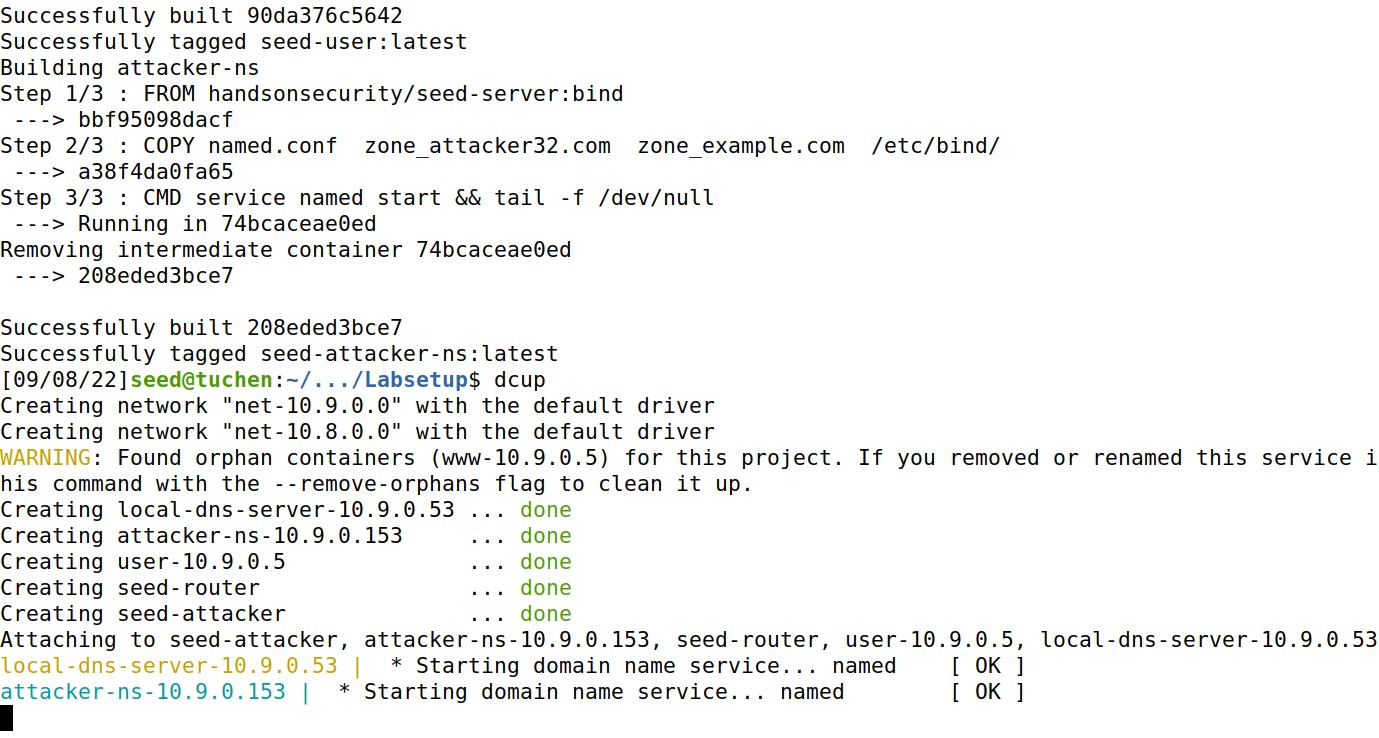 Successfully built 90da376c5642
Successfully tagged seed-user:latest
Building attacker-ns
Step 1/3 : FROM handsonsecurity/seed-server:bind
 ---> bbf95098dacf
Step 2/3 : COPY named.conf  zone_attacker32.com  zone_example.com  /etc/bind/
 ---> a38f4da0fa65
Step 3/3 : CMD service named start && tail -f /dev/null
 ---> Running in 74bcaceae0ed
Removing intermediate container 74bcaceae0ed
 ---> 208eded3bce7

Successfully built 208eded3bce7
Successfully tagged seed-attacker-ns:latest
[09/08/22]seed@tuchen:~/.../Labsetup$ dcup
Creating network "net-10.9.0.0" with the default driver
Creating network "net-10.8.0.0" with the default driver
WARNING: Found orphan containers (www-10.9.0.5) for this project. If you removed or renamed this service i
his command with the --remove-orphans flag to clean it up.
Creating local-dns-server-10.9.0.53 ... done
Creating attacker-ns-10.9.0.153     ... done
Creating user-10.9.0.5              ... done
Creating seed-router                ... done
Creating seed-attacker              ... done
Attaching to seed-attacker, attacker-ns-10.9.0.153, seed-router, user-10.9.0.5, local-dns-server-10.9.0.53
local-dns-server-10.9.0.53 |  * Starting domain name service... named    [ OK ]
attacker-ns-10.9.0.153 |  * Starting domain name service... named        [ OK ]